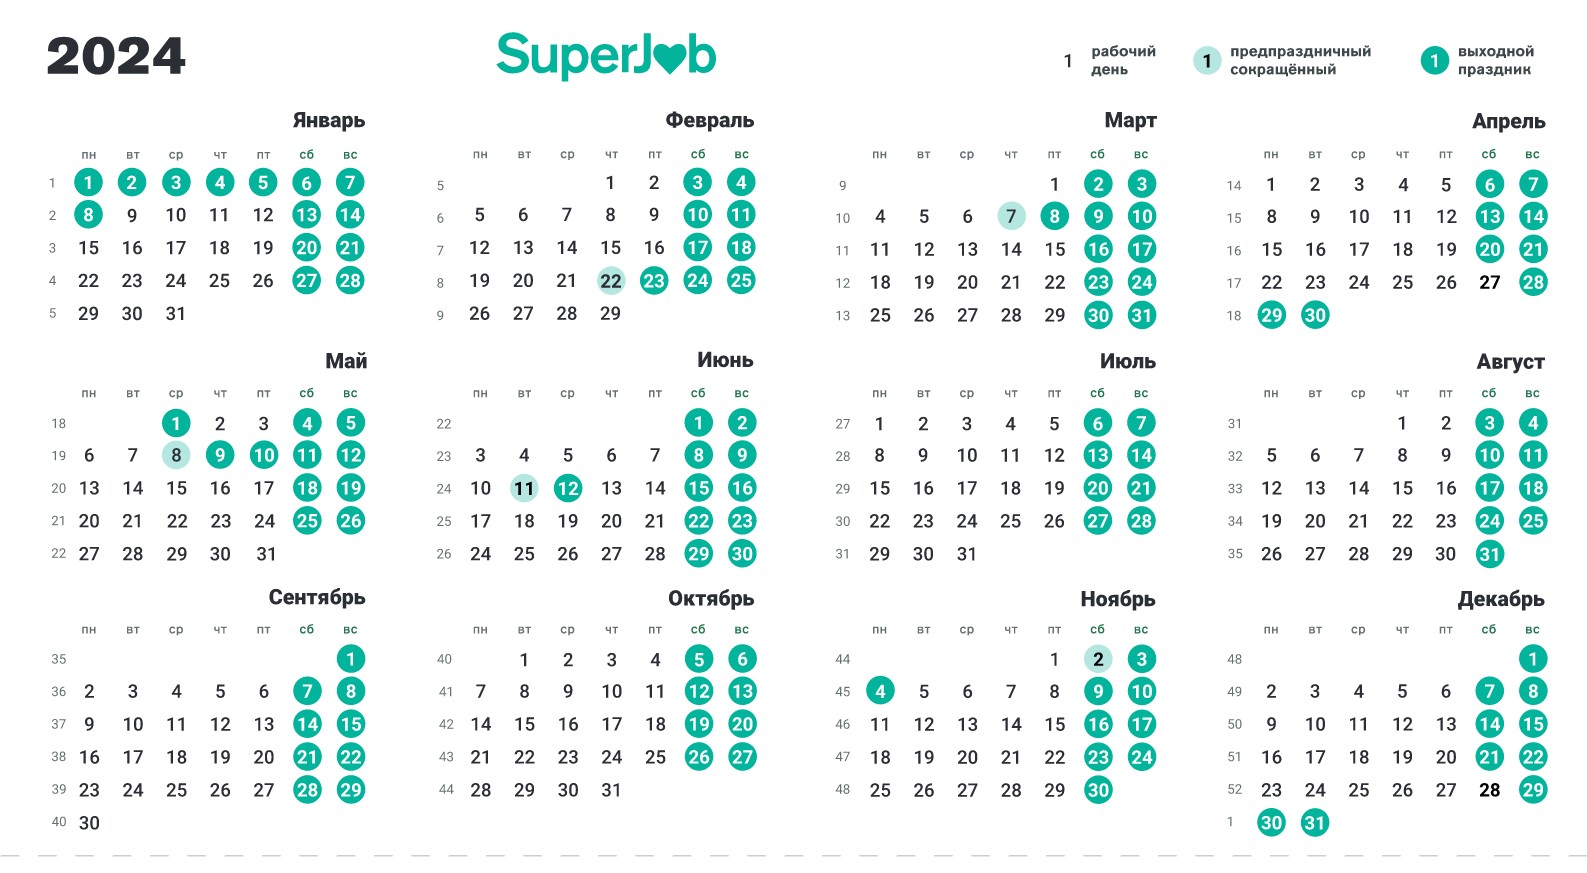 2024 SuperJob 1 рабочий день 1 предпраздничный сокращённый 1 выходной праздник
Январь Февраль Март Апрель
пн вт ср чт пт сб вс пн вт ср чт пт сб вс пн вт ср чт пт сб вс пн вт ср чт пт сб вс
1 1 2 3 4 5 6 7 5 1 2 3 4 9 1 2 3 14 1 2 3 4 5 6 7
2 8 9 10 11 12 13 14 6 5 6 7 8 9 10 11 10 4 5 6 7 8 9 10 15 8 9 10 11 12 13 14
3 15 16 17 18 19 20 21 7 12 13 14 15 16 17 18 11 11 12 13 14 15 16 17 16 15 16 17 18 19 20 21
4 22 23 24 25 26 27 28 8 19 20 21 22 23 24 25 12 18 19 20 21 22 23 24 17 22 23 24 25 26 27 28
5 29 30 31 9 26 27 28 29 13 25 26 27 28 29 30 31 18 29 30
Май Июнь Июль Август
пн вт ср чт пт сб вс пн вт ср чт пт сб вс пн вт ср чт пт сб вс пн вт ср чт пт сб вс
18 1 2 3 4 5 22 1 2 27 1 2 3 4 5 6 7 31 1 2 3 4
19 6 7 8 9 10 11 12 23 3 4 5 6 7 8 9 28 8 9 10 11 12 13 14 32 5 6 7 8 9 10 11
20 13 14 15 16 17 18 19 24 10 11 12 13 14 15 16 29 15 16 17 18 19 20 21 33 12 13 14 15 16 17 18
21 20 21 22 23 24 25 26 25 17 18 19 20 21 22 23 30 22 23 24 25 26 27 28 34 19 20 21 22 23 24 25
22 27 28 29 30 31 26 24 25 26 27 28 29 30 31 29 30 31 35 26 27 28 29 30 31
Сентябрь Октябрь Ноябрь Декабрь
пн вт ср чт пт сб вс пн вт ср чт пт сб вс пн вт ср чт пт сб вс пн вт ср чт пт сб вс
35 1 40 1 2 3 4 5 6 44 1 2 3 48 1
36 2 3 4 5 6 7 8 41 7 8 9 10 11 12 13 45 4 5 6 7 8 9 10 49 2 3 4 5 6 7 8
37 9 10 11 12 13 14 15 42 14 15 16 17 18 19 20 46 11 12 13 14 15 16 17 50 9 10 11 12 13 14 15
38 16 17 18 19 20 21 22 43 21 22 23 24 25 26 27 47 18 19 20 21 22 23 24 51 16 17 18 19 20 21 22
39 23 24 25 26 27 28 29 44 28 29 30 31 48 25 26 27 28 29 30 52 23 24 25 26 27 28 29
40 30 1 30 31